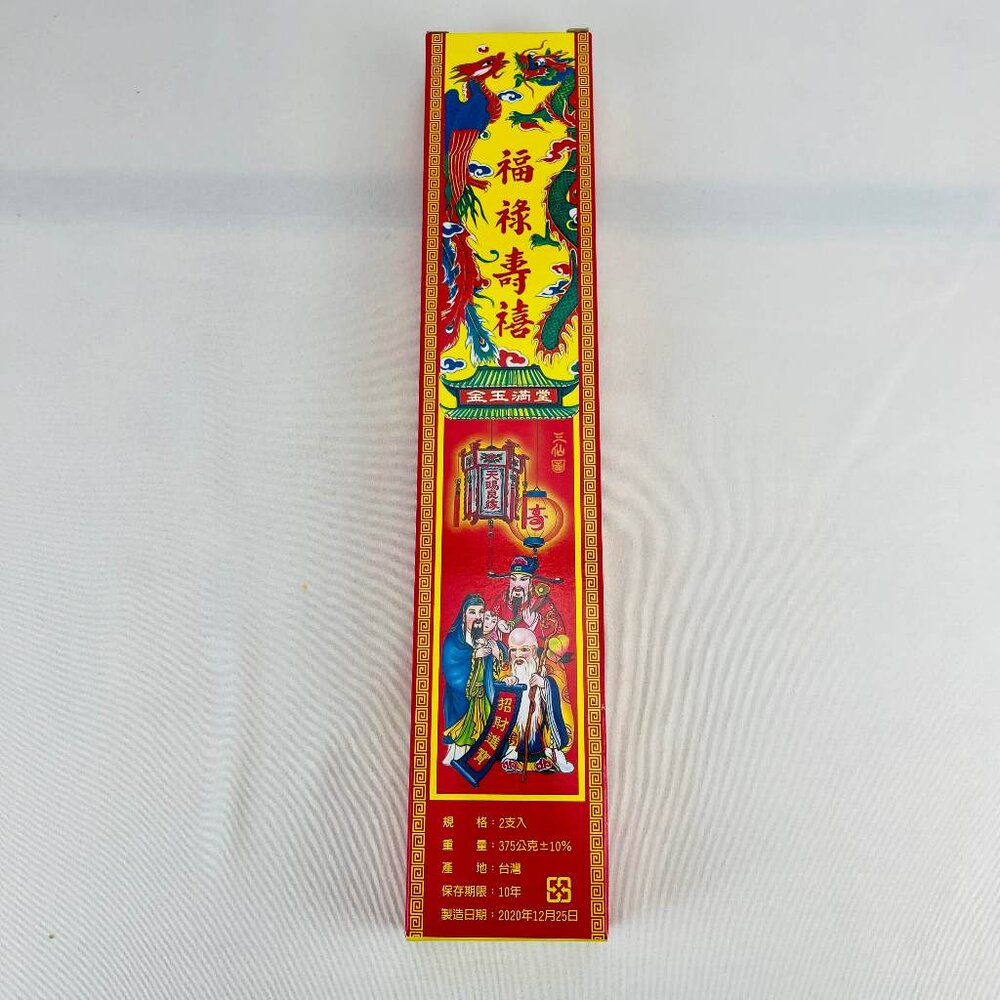 福祿壽禧
金玉滿堂
三仙圖
天賜良緣
壽
招財進寶
規 格：2支入
重 量：375公克±10%
產 地：台灣
保存期限：10年
製造日期：2020年12月25日